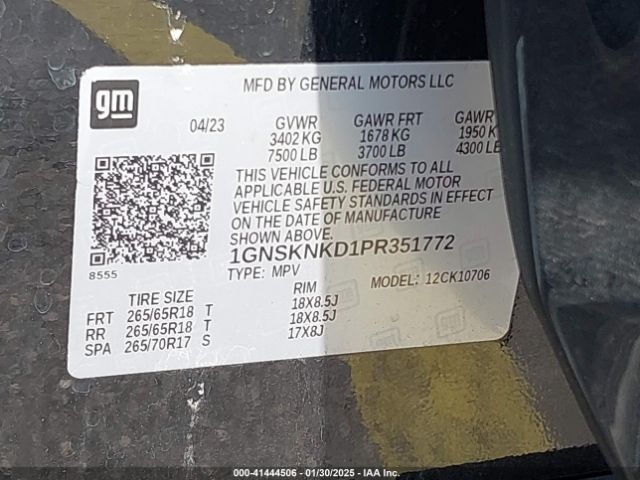 gm
MFD BY GENERAL MOTORS LLC
04/23 GVWR GAWR FRT GAWR
3402 KG 1678 KG 1950 K
7500 LB 3700 LB 4300 LB
THIS VEHICLE CONFORMS TO ALL
APPLICABLE U.S. FEDERAL MOTOR
VEHICLE SAFETY STANDARDS IN EFFECT
ON THE DATE OF MANUFACTURE
SHOWN ABOVE.
1GNSKNKD1PR351772
8555
TYPE: MPV MODEL: 12CK10706
TIRE SIZE RIM
FRT 265/65R18 T 18X8.5J
RR 265/65R18 T 18X8.5J
SPA 265/70R17 S 17X8J
000-41444506 - 01/30/2025 - IAA Inc.